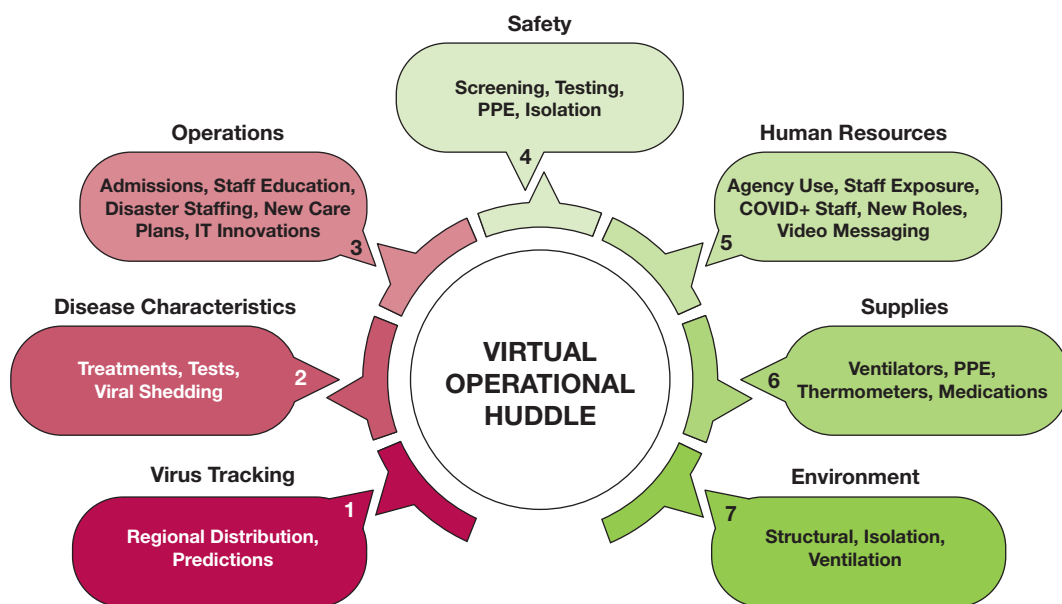 Safety
Screening, Testing,
PPE, Isolation
4
Operations
Admissions, Staff Education,
Disaster Staffing, New Care
Plans, IT Innovations
3
Human Resources
Agency Use, Staff Exposure,
COVID+ Staff, New Roles,
Video Messaging
5
Disease Characteristics
Treatments, Tests,
Viral Shedding
2
VIRTUAL
OPERATIONAL
HUDDLE
Supplies
Ventilators, PPE,
Thermometers, Medications
6
Virus Tracking
Regional Distribution,
Predictions
1
Environment
Structural, Isolation,
Ventilation
7